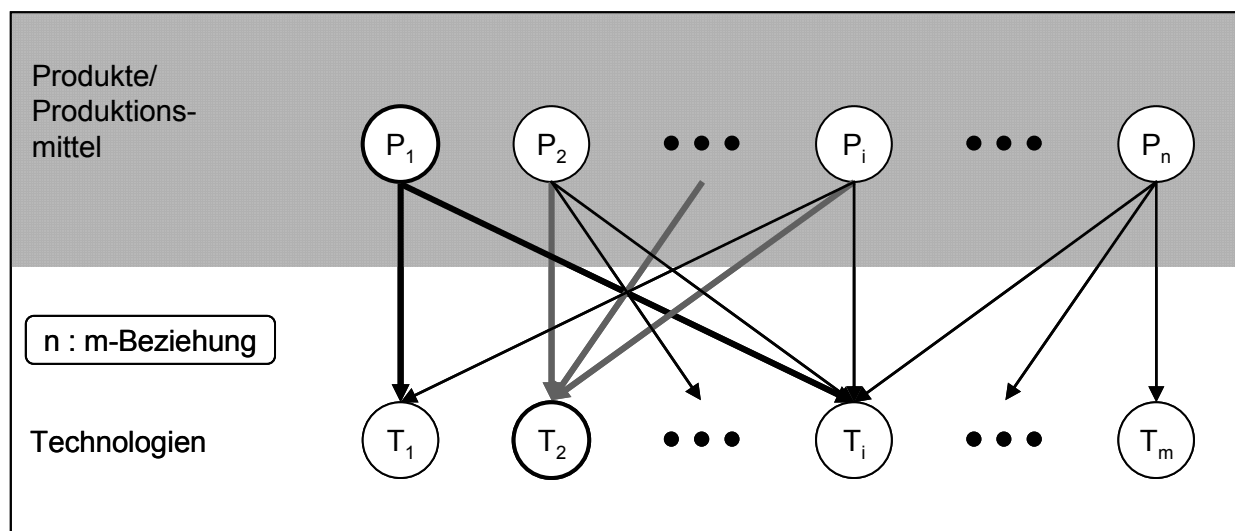 Produkte/
Produktions-
mittel
P₁ P₂ ••• Pᵢ ••• Pₙ
n : m-Beziehung
Technologien T₁ T₂ ••• Tᵢ ••• Tₘ